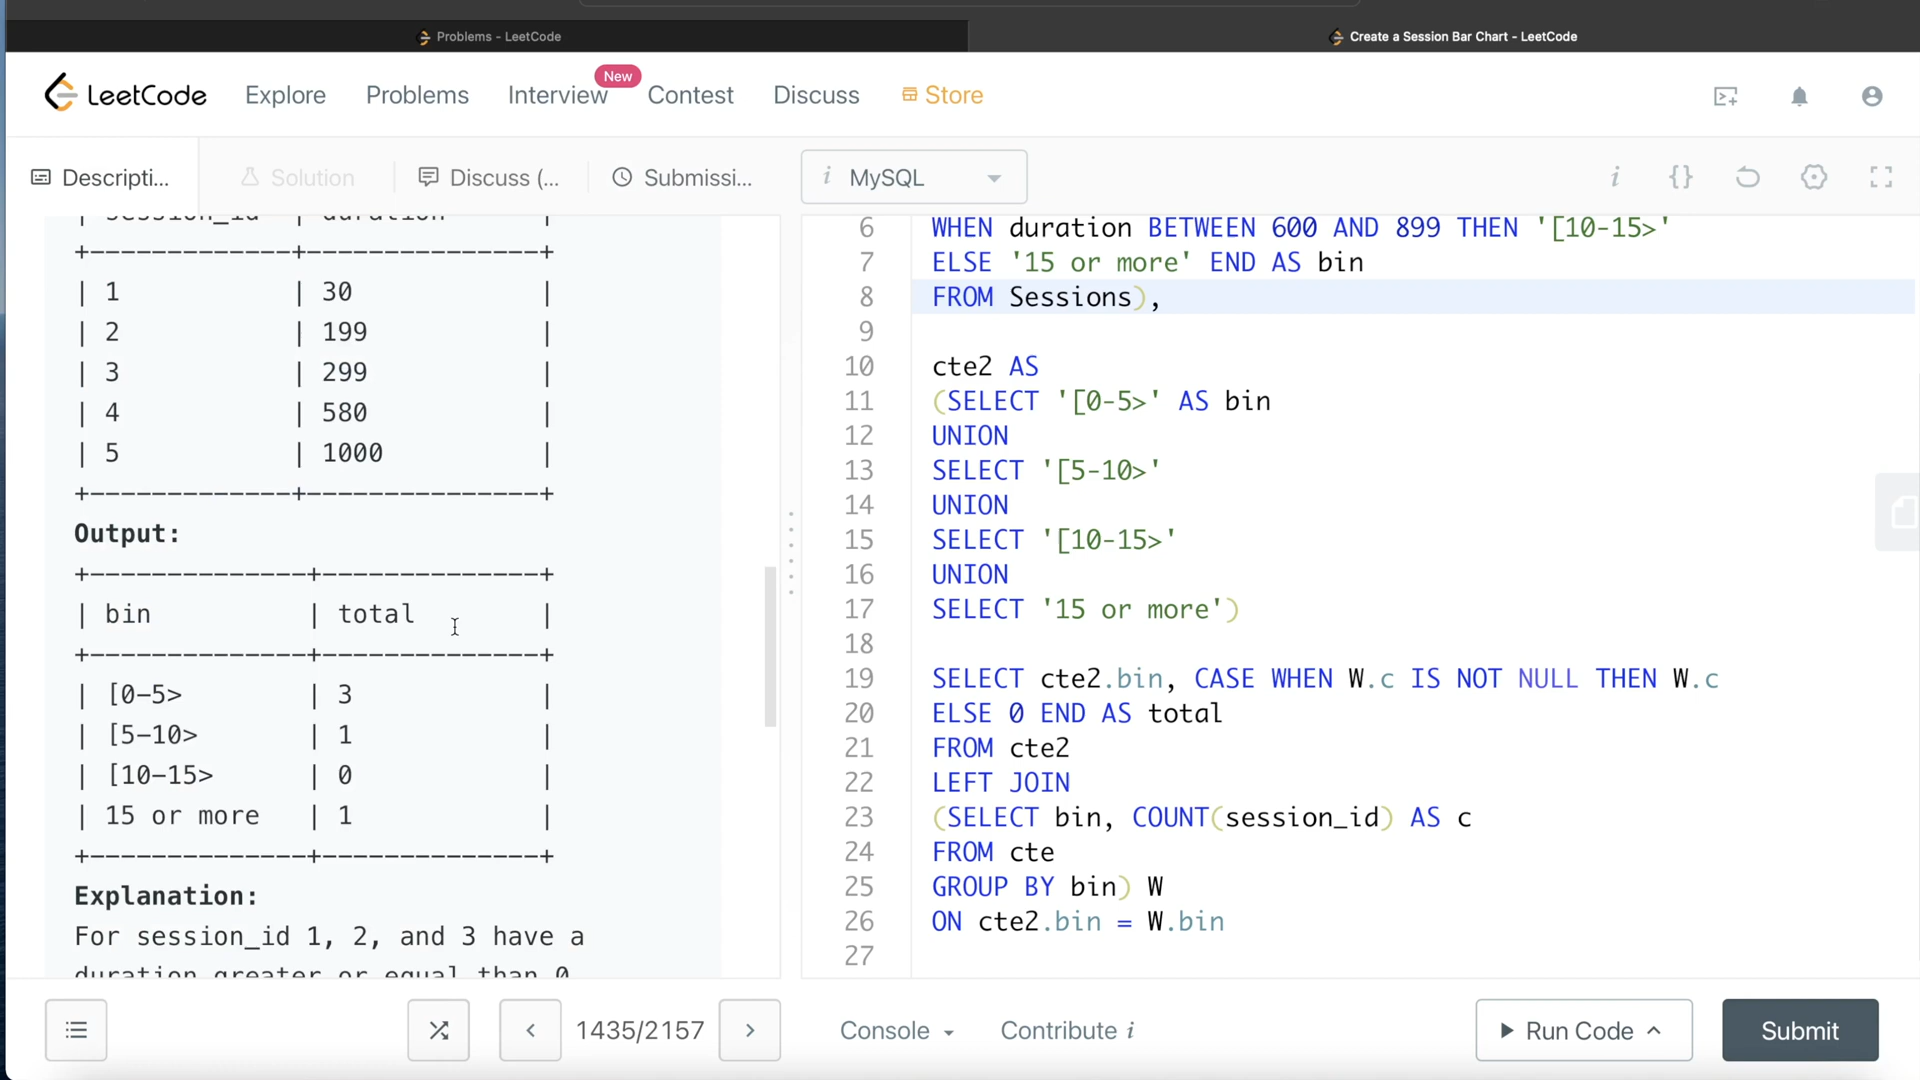 Problems - LeetCode
Create a Session Bar Chart - LeetCode
LeetCode
Explore
Problems
Interview
New
Contest
Discuss
Store
Descripti...
Solution
Discuss (...
Submissi...
i MySQL
i {}
| session_id | duration |
+-------------+---------------+
| 1 | 30 |
| 2 | 199 |
| 3 | 299 |
| 4 | 580 |
| 5 | 1000 |
+-------------+---------------+
Output:
+--------------+--------------+
| bin | total |
+--------------+--------------+
| [0-5> | 3 |
| [5-10> | 1 |
| [10-15> | 0 |
| 15 or more | 1 |
+--------------+--------------+
Explanation:
For session_id 1, 2, and 3 have a
duration greater or equal than 0
6 WHEN duration BETWEEN 600 AND 899 THEN '[10-15>'
7 ELSE '15 or more' END AS bin
8 FROM Sessions),
9
10 cte2 AS
11 (SELECT '[0-5>' AS bin
12 UNION
13 SELECT '[5-10>'
14 UNION
15 SELECT '[10-15>'
16 UNION
17 SELECT '15 or more')
18
19 SELECT cte2.bin, CASE WHEN W.c IS NOT NULL THEN W.c
20 ELSE 0 END AS total
21 FROM cte2
22 LEFT JOIN
23 (SELECT bin, COUNT(session_id) AS c
24 FROM cte
25 GROUP BY bin) W
26 ON cte2.bin = W.bin
27
1435/2157
Console
Contribute i
Run Code
Submit